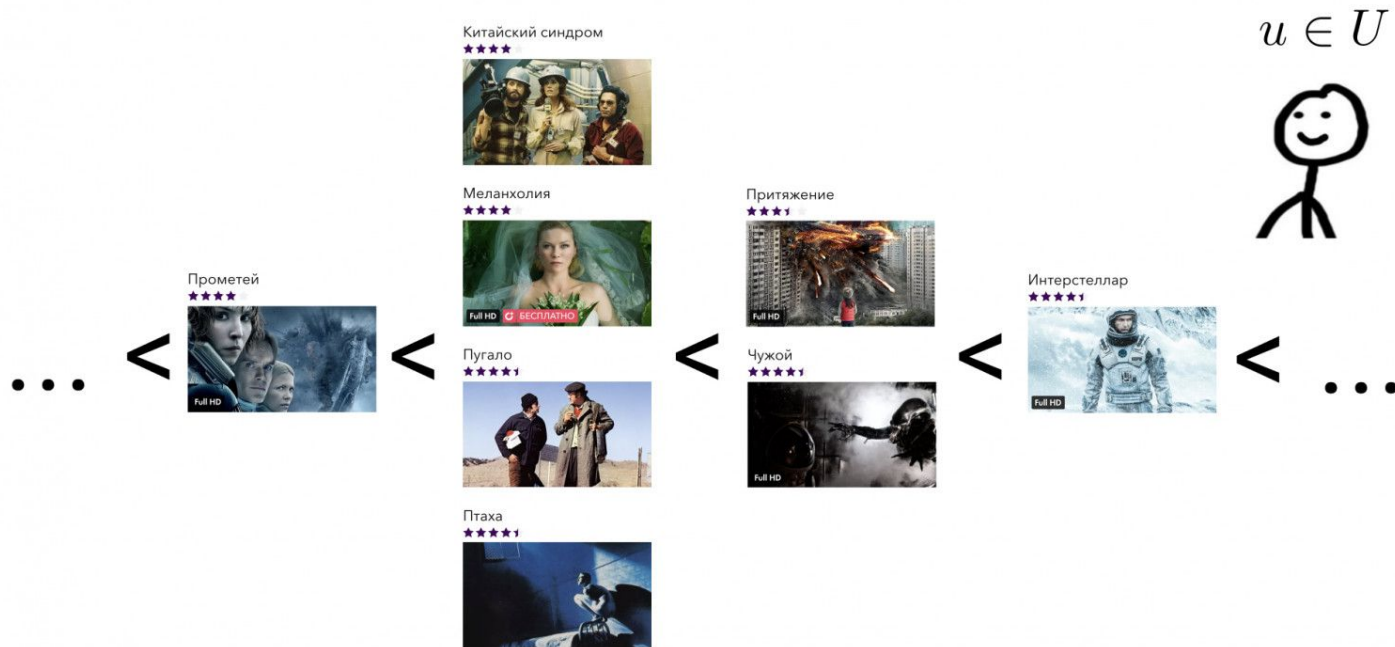 u ∈ U
Китайский синдром
Меланхолия
Full HD БЕСПЛАТНО
Пугало
Птаха
Притяжение
Full HD
Чужой
Full HD
Прометей
Full HD
Интерстеллар
Full HD
... < < < < < ...